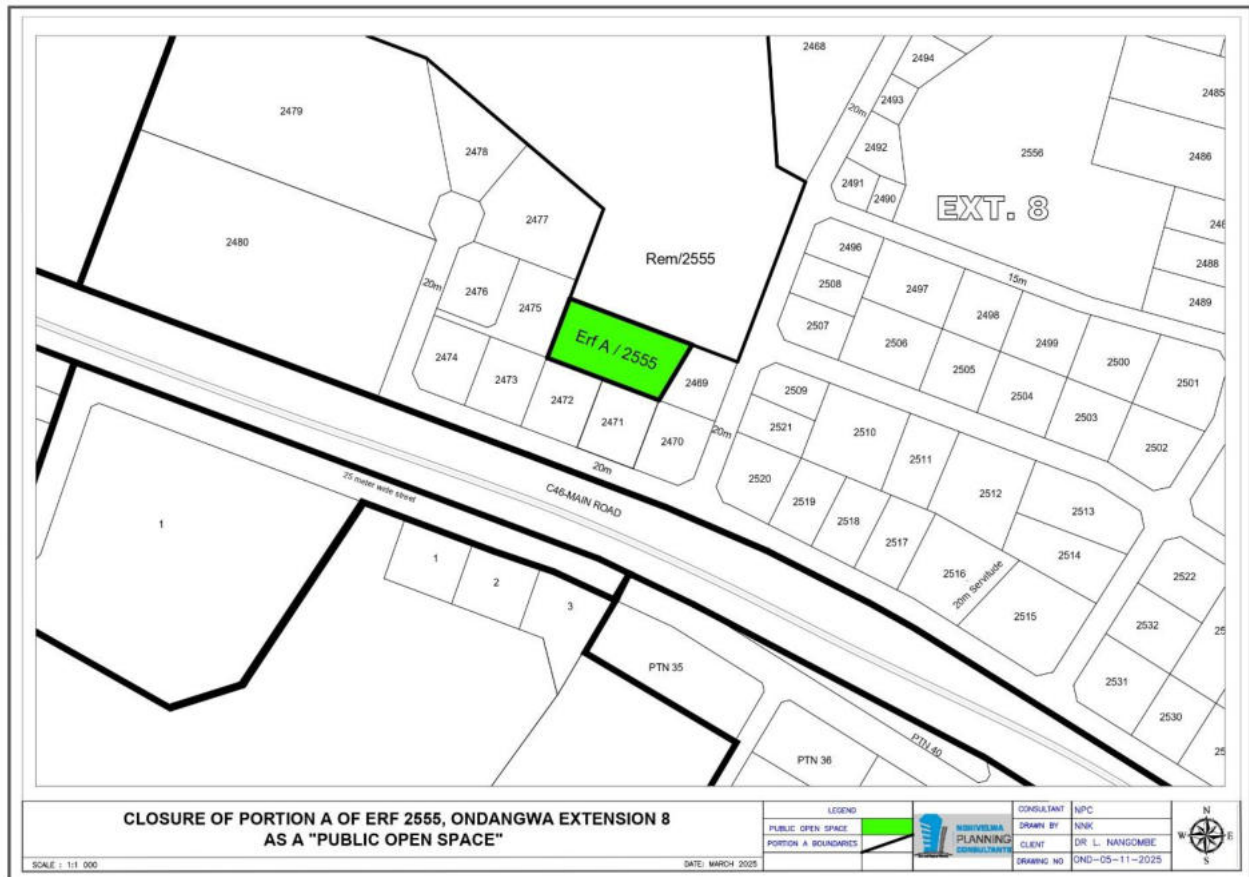 2468
2494
2485
2479
2493
20m
2492
2556
2478
2486
2491
2490
EXT. 8
2477
2480
2496
2488
Rem/2555
2508
15m
20m
2476
2497
2489
2475
2507
2498
2499
2506
2500
Erf A / 2555
2505
2501
2474
2504
2473
2469
2509
2503
2472
2521
2510
2502
2471
2470
20m
2511
20m
2520
2512
2519
2513
25 meter wide street
C46-MAIN ROAD
2518
2517
2514
1
2516
20m Servitude
2522
1
2
2515
2532
3
PTN 35
2531
2530
PTN 40
PTN 36
CLOSURE OF PORTION A OF ERF 2555, ONDANGWA EXTENSION 8
AS A "PUBLIC OPEN SPACE"
SCALE : 1:1 000
DATE: MARCH 2025
LEGEND
PUBLIC OPEN SPACE
PORTION A BOUNDARIES
PLANNING
CONSULTANTS
CONSULTANT NPC
DRAWN BY NNK
CLIENT DR L. NANGOMBE
DRAWING NO OND-05-11-2025
N
W E
S